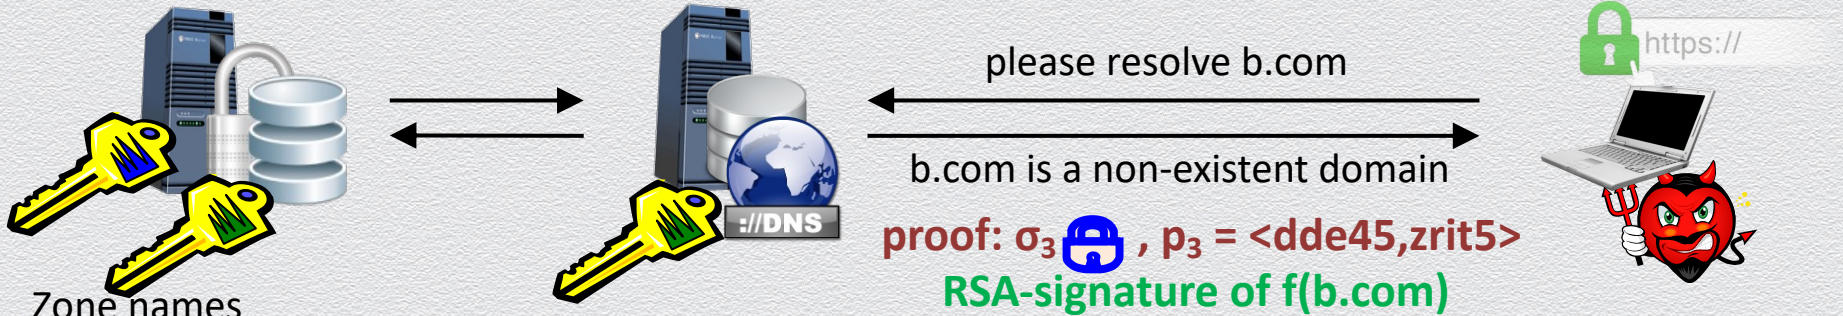 https://
please resolve b.com
b.com is a non-existent domain
://DNS
proof: σ₃ , p₃ = <dde45,zrit5>
RSA-signature of f(b.com)
Zone names